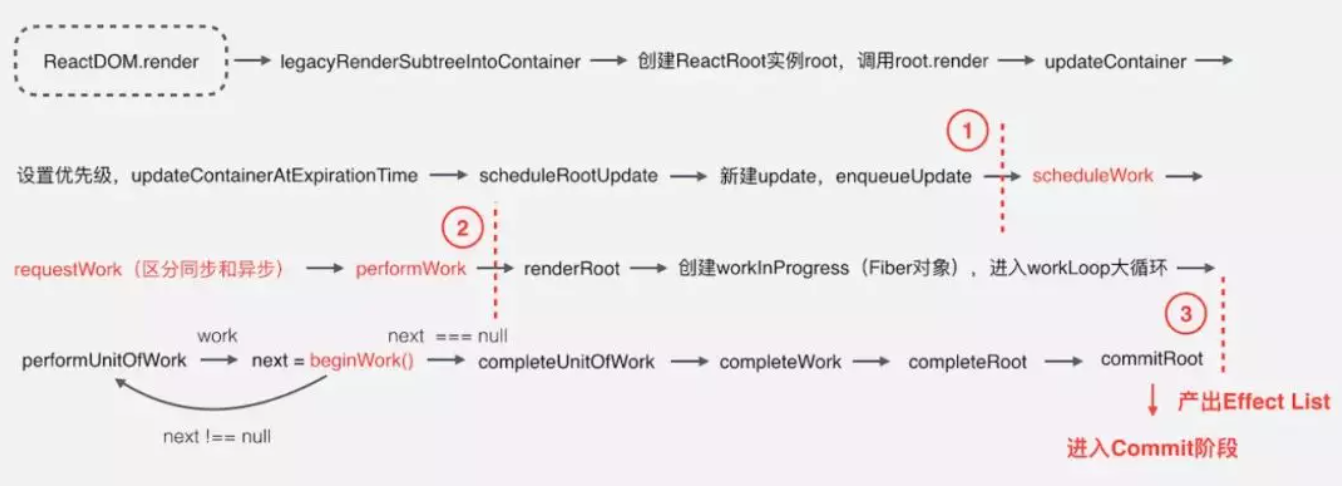 ReactDOM.render → legacyRenderSubtreeIntoContainer → 创建ReactRoot实例root，调用root.render → updateContainer →
①
设置优先级，updateContainerAtExpirationTime → scheduleRootUpdate → 新建update，enqueueUpdate → scheduleWork →
②
requestWork（区分同步和异步） → performWork → renderRoot → 创建workInProgress（Fiber对象），进入workLoop大循环 →
③
work next === null
performUnitOfWork → next = beginWork() → completeUnitOfWork → completeWork → completeRoot → commitRoot
↓ 产出Effect List
next !== null
进入Commit阶段